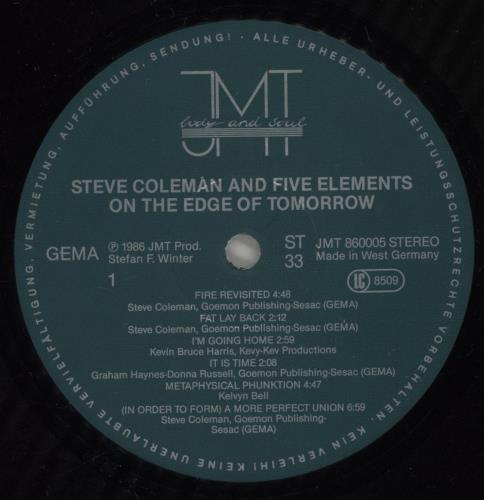 KEINE UNERLAUBTE VERVIELFÄLTIGUNG, VERMIETUNG, AUFFÜHRUNG, SENDUNG! · ALLE URHEBER- UND LEISTUNGSSCHUTZRECHTE VORBEHALTEN. KEIN VERLEIH!
JMT
body and soul
STEVE COLEMAN AND FIVE ELEMENTS
ON THE EDGE OF TOMORROW
GEMA
℗ 1986 JMT Prod.
Stefan F. Winter
1
ST
33
JMT 860005 STEREO
Made in West Germany
LC 8509
FIRE REVISITED 4:48
Steve Coleman, Goemon Publishing-Sesac (GEMA)
FAT LAY BACK 2:12
Steve Coleman, Goemon Publishing-Sesac (GEMA)
I'M GOING HOME 2:59
Kevin Bruce Harris, Kevy-Kev Productions
IT IS TIME 2:08
Graham Haynes-Donna Russell, Goemon Publishing-Sesac (GEMA)
METAPHYSICAL PHUNKTION 4:47
Kelvyn Bell
(IN ORDER TO FORM) A MORE PERFECT UNION 6:59
Steve Coleman, Goemon Publishing-
Sesac (GEMA)